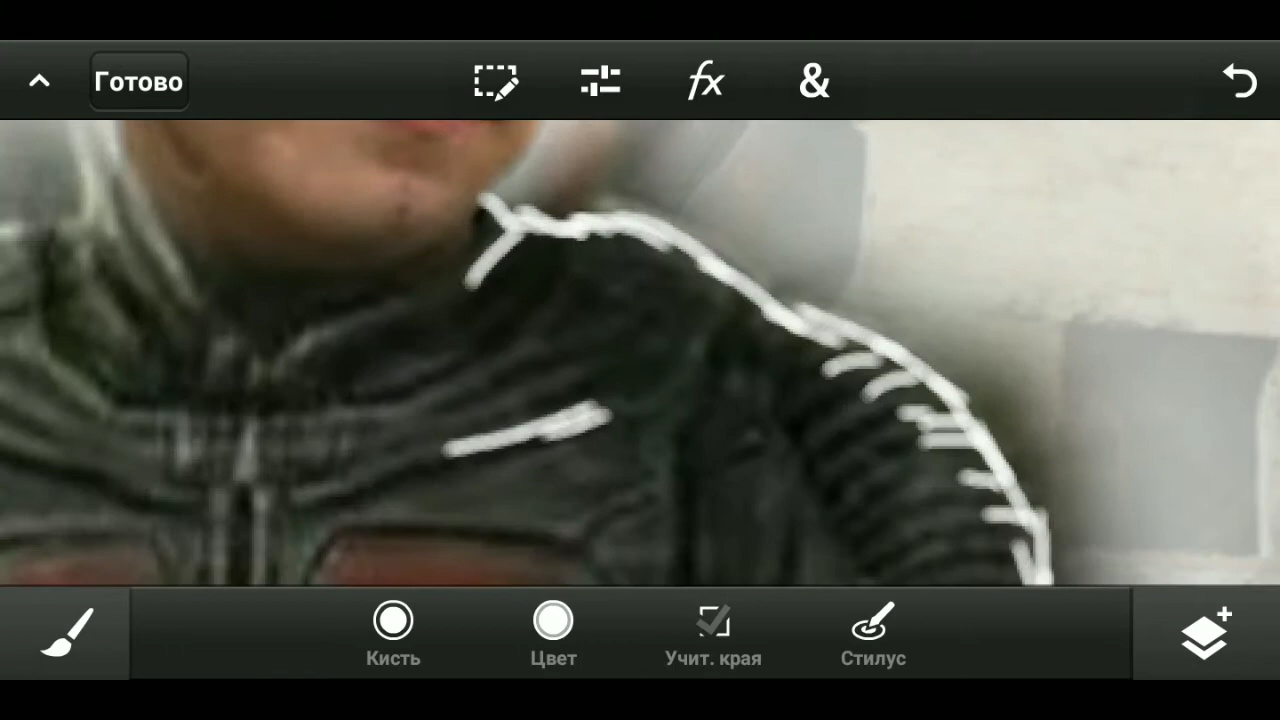 Готово
fx
&
Кисть
Цвет
Учит. края
Стилус